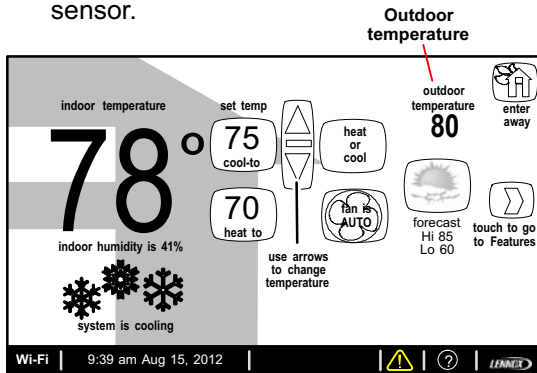 sensor.
Outdoor
temperature
indoor temperature
78°
indoor humidity is 41%
system is cooling
set temp
75
cool-to
70
heat to
heat
or
cool
fan is
AUTO
use arrows
to change
temperature
outdoor
temperature
80
forecast
Hi 85
Lo 60
enter
away
touch to go
to Features
Wi-Fi
9:39 am Aug 15, 2012
?
LENNOX